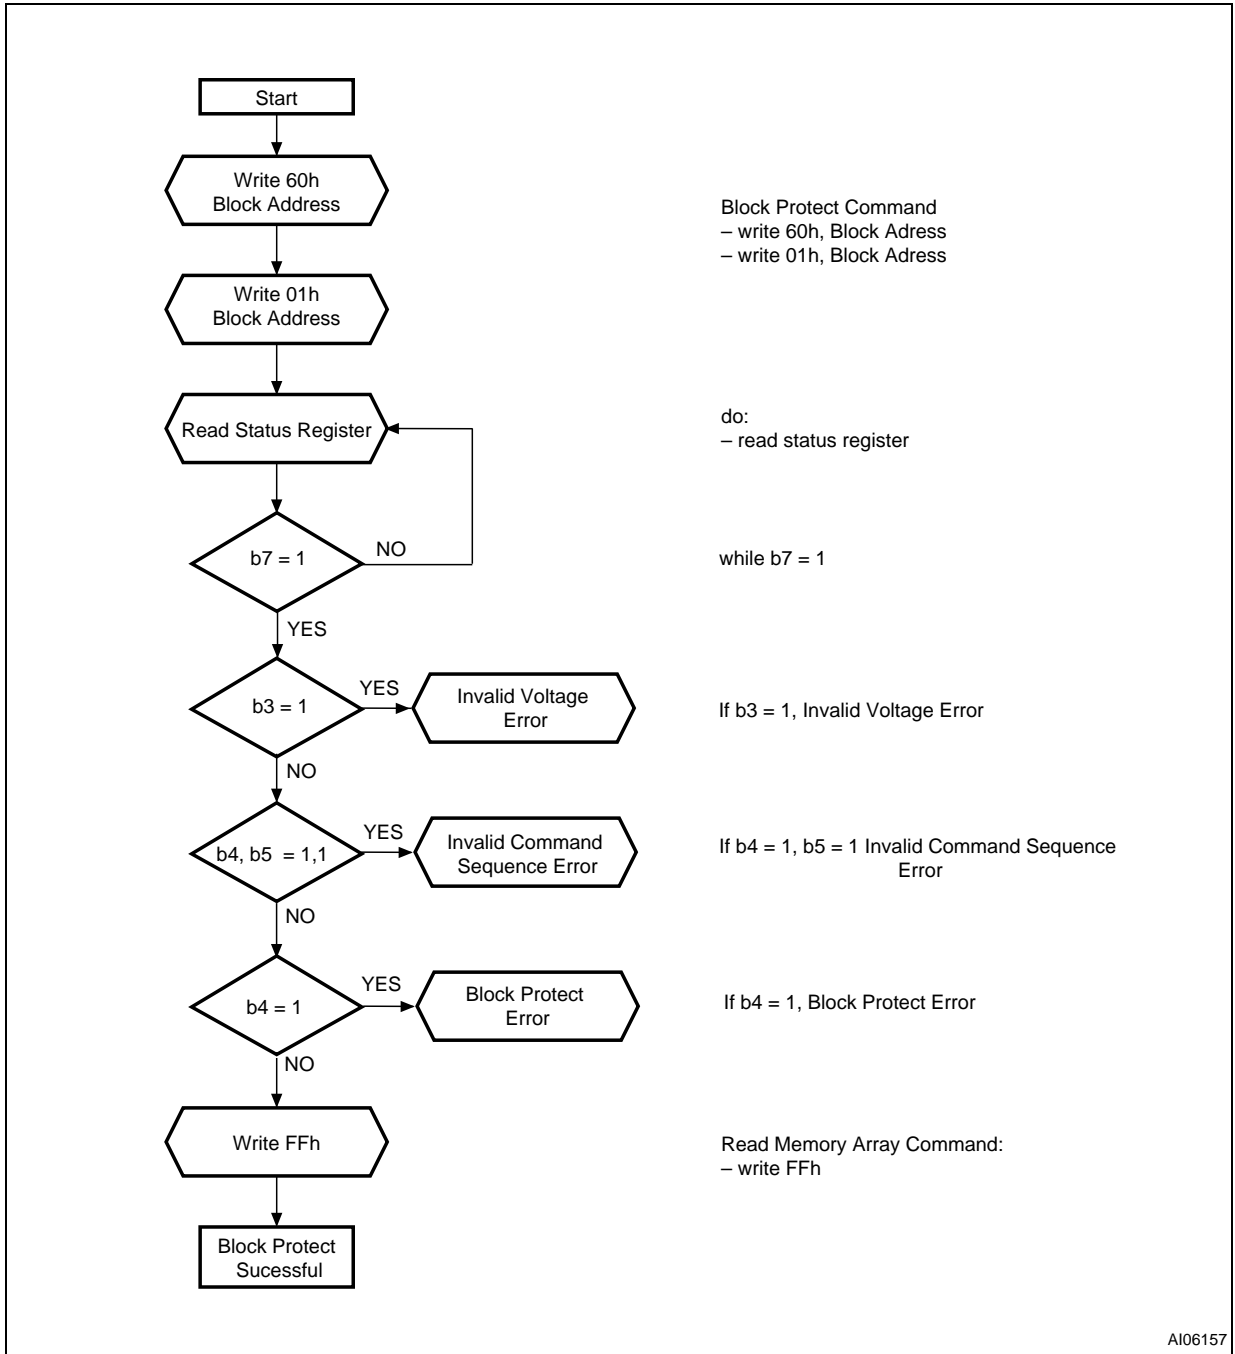 Start
Write 60h
Block Address
Block Protect Command
– write 60h, Block Adress
– write 01h, Block Adress
Write 01h
Block Address
Read Status Register
do:
– read status register
b7 = 1
NO
while b7 = 1
YES
b3 = 1
YES
Invalid Voltage
Error
If b3 = 1, Invalid Voltage Error
NO
b4, b5 = 1,1
YES
Invalid Command
Sequence Error
If b4 = 1, b5 = 1 Invalid Command Sequence
Error
NO
b4 = 1
YES
Block Protect
Error
If b4 = 1, Block Protect Error
NO
Write FFh
Read Memory Array Command:
– write FFh
Block Protect
Sucessful
AI06157